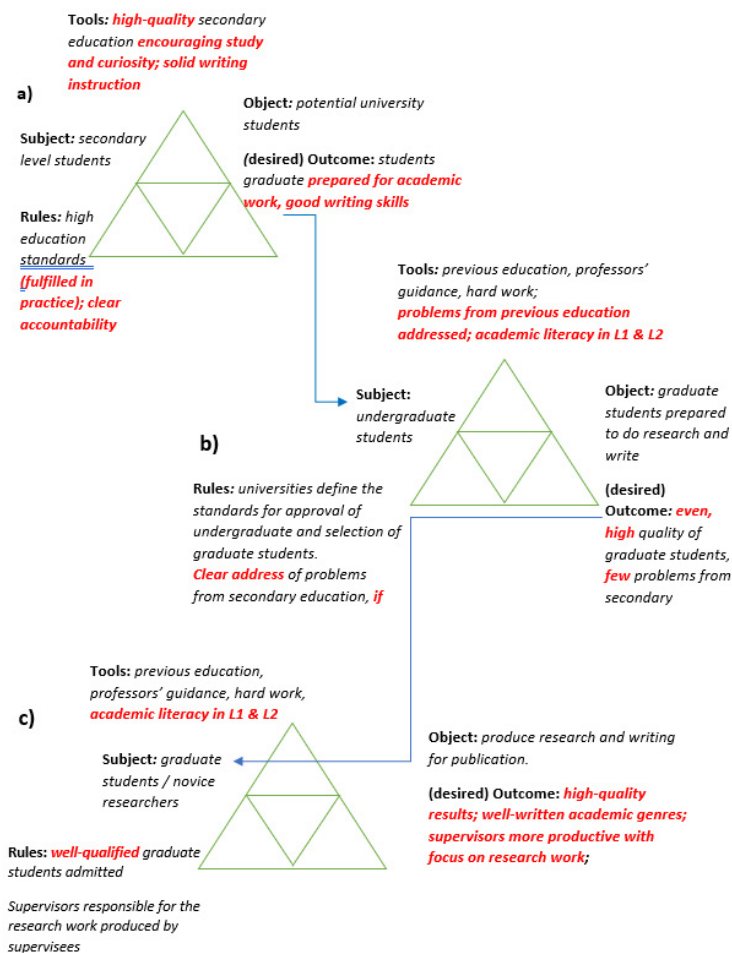 Tools: high-quality secondary
education encouraging study
and curiosity; solid writing
instruction
a)
Object: potential university
students
Subject: secondary
level students
(desired) Outcome: students
graduate prepared for academic
work, good writing skills
Rules: high
education
standards
(fulfilled in
practice); clear
accountability
Tools: previous education, professors’
guidance, hard work;
problems from previous education
addressed; academic literacy in L1 & L2
Subject:
undergraduate
students
Object: graduate
students prepared
to do research and
write
b)
Rules: universities define the
standards for approval of
undergraduate and selection of
graduate students.
Clear address of problems
from secondary education, if
(desired)
Outcome: even,
high quality of
graduate students,
few problems from
secondary
Tools: previous education,
professors’ guidance, hard work,
academic literacy in L1 & L2
c)
Subject: graduate
students / novice
researchers
Object: produce research and writing
for publication.
(desired) Outcome: high-quality
results; well-written academic genres;
supervisors more productive with
focus on research work;
Rules: well-qualified graduate
students admitted
Supervisors responsible for the
research work produced by
supervisees